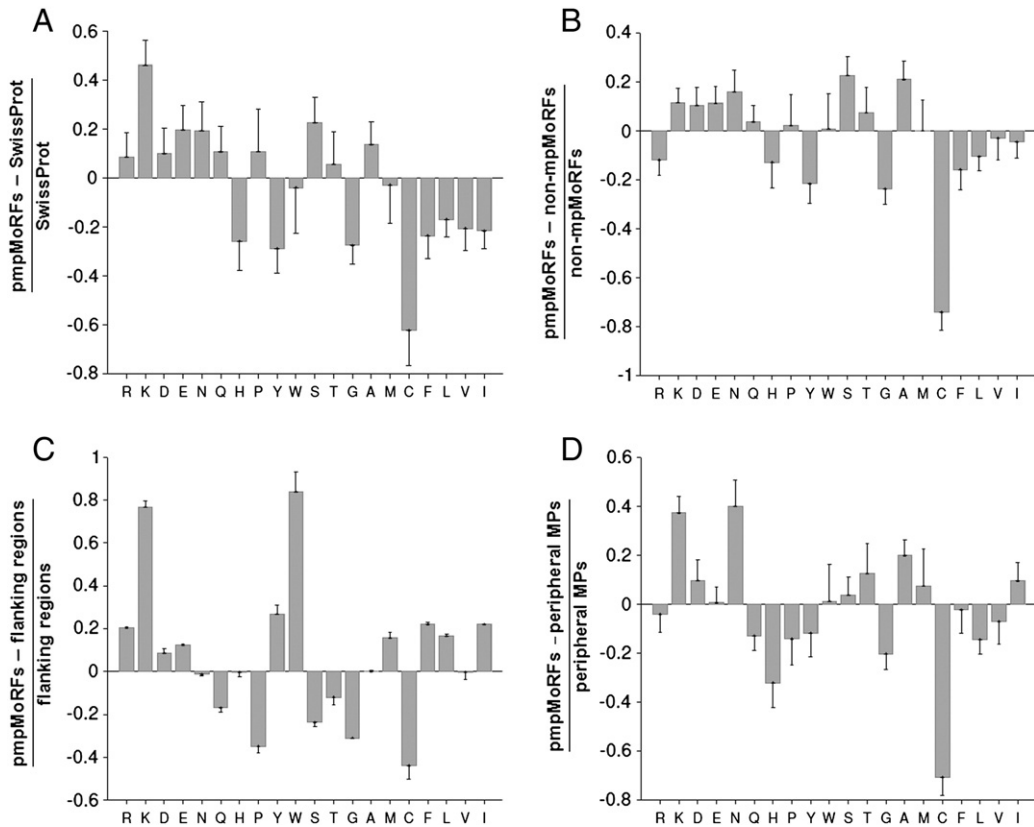 A
pmpMoRFs – SwissProt
SwissProt
0.6
0.4
0.2
0
-0.2
-0.4
-0.6
-0.8
R K D E N Q H P Y W S T G A M C F L V I
B
pmpMoRFs – non-mpMoRFs
non-mpMoRFs
0.4
0.2
0
-0.2
-0.4
-0.6
-0.8
-1
R K D E N Q H P Y W S T G A M C F L V I
C
pmpMoRFs – flanking regions
flanking regions
1
0.8
0.6
0.4
0.2
0
-0.2
-0.4
-0.6
R K D E N Q H P Y W S T G A M C F L V I
D
pmpMoRFs - peripheral MPs
peripheral MPs
0.6
0.4
0.2
0
-0.2
-0.4
-0.6
-0.8
R K D E N Q H P Y W S T G A M C F L V I